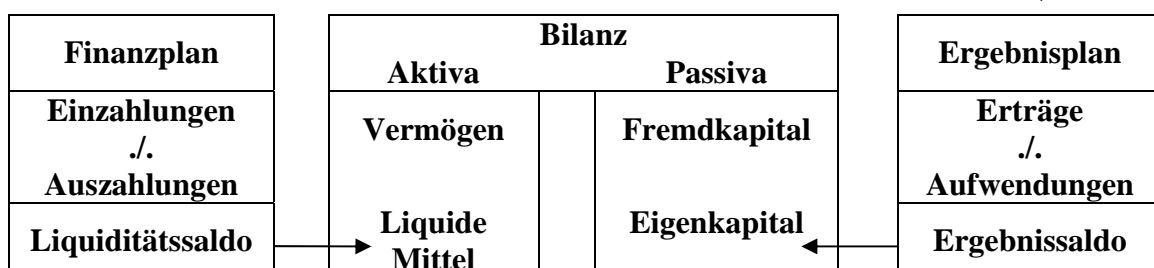 Finanzplan
Einzahlungen
./.
Auszahlungen
Liquiditätssaldo
Bilanz
Aktiva Passiva
Vermögen Fremdkapital
Liquide Eigenkapital
Mittel
Ergebnisplan
Erträge
./.
Aufwendungen
Ergebnissaldo